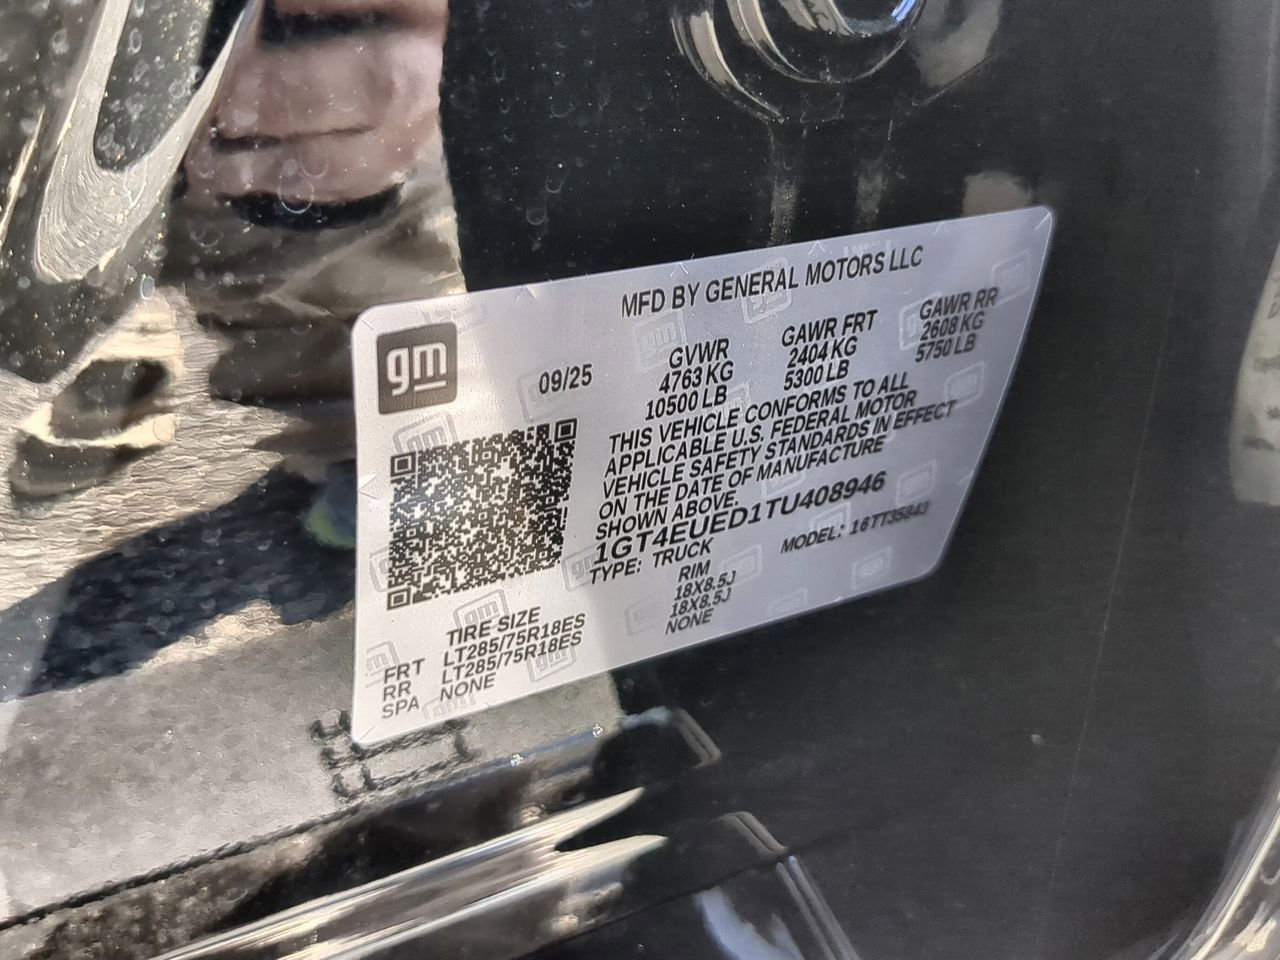 MFD BY GENERAL MOTORS LLC
gm
09/25
GVWR GAWR FRT GAWR RR
4763 KG 2404 KG 2608 KG
10500 LB 5300 LB 5750 LB
THIS VEHICLE CONFORMS TO ALL
APPLICABLE U.S. FEDERAL MOTOR
VEHICLE SAFETY STANDARDS IN EFFECT
ON THE DATE OF MANUFACTURE
SHOWN ABOVE.
1GT4EUED1TU408946
TYPE: TRUCK MODEL: 16TT35843
TIRE SIZE RIM
FRT LT285/75R18ES 18X8.5J
RR LT285/75R18ES 18X8.5J
SPA NONE NONE